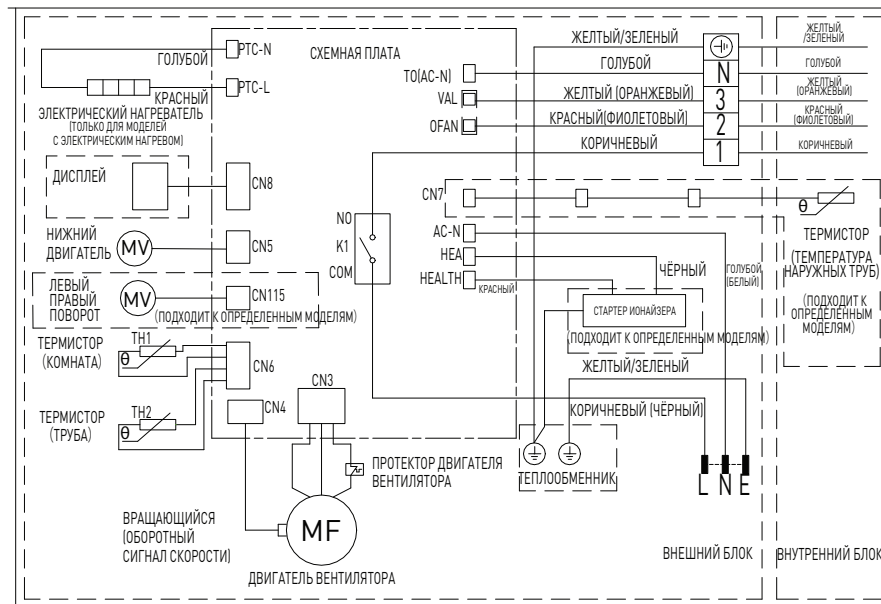 ГОЛУБОЙ
PTC-N
СХЕМНАЯ ПЛАТА
КРАСНЫЙ
PTC-L
ЭЛЕКТРИЧЕСКИЙ НАГРЕВАТЕЛЬ
(ТОЛЬКО ДЛЯ МОДЕЛЕЙ
С ЭЛЕКТРИЧЕСКИМ НАГРЕВОМ)
ДИСПЛЕЙ
CN8
НИЖНИЙ
ДВИГАТЕЛЬ
MV
CN5
ЛЕВЫЙ
ПРАВЫЙ
ПОВОРОТ
MV
CN115
(ПОДХОДИТ К ОПРЕДЕЛЕННЫМ МОДЕЛЯМ)
ТЕРМИСТОР
(КОМНАТА)
TH1
θ
CN6
ТЕРМИСТОР
(ТРУБА)
TH2
θ
CN4
CN3
ПРОТЕКТОР ДВИГАТЕЛЯ
ВЕНТИЛЯТОРА
ВРАЩАЮЩИЙСЯ
(ОБОРОТНЫЙ
СИГНАЛ СКОРОСТИ)
MF
ДВИГАТЕЛЬ ВЕНТИЛЯТОРА
NO
K1
COM
TO(AC-N)
VAL
OFAN
ЖЕЛТЫЙ/ЗЕЛЕНЫЙ
ГОЛУБОЙ
ЖЕЛТЫЙ (ОРАНЖЕВЫЙ)
КРАСНЫЙ(ФИОЛЕТОВЫЙ)
КОРИЧНЕВЫЙ
N
3
2
1
ЖЕЛТЫЙ
/ЗЕЛЕНЫЙ
ГОЛУБОЙ
ЖЕЛТЫЙ
(ОРАНЖЕВЫЙ)
КРАСНЫЙ
(ФИОЛЕТОВЫЙ)
КОРИЧНЕВЫЙ
CN7
θ
ТЕРМИСТОР
(ТЕМПЕРАТУРА
НАРУЖНЫХ ТРУБ)
(ПОДХОДИТ К
ОПРЕДЕЛЕННЫМ
МОДЕЛЯМ)
AC-N
HEA
HEALTH
КРАСНЫЙ
ЧЁРНЫЙ
ГОЛУБОЙ
(БЕЛЫЙ)
СТАРТЕР ИОНАЙЗЕРА
(ПОДХОДИТ К ОПРЕДЕЛЕННЫМ МОДЕЛЯМ)
ЖЕЛТЫЙ/ЗЕЛЕНЫЙ
КОРИЧНЕВЫЙ (ЧЁРНЫЙ)
ТЕПЛООБМЕННИК
L N E
ВНЕШНИЙ БЛОК
ВНУТРЕННИЙ БЛОК